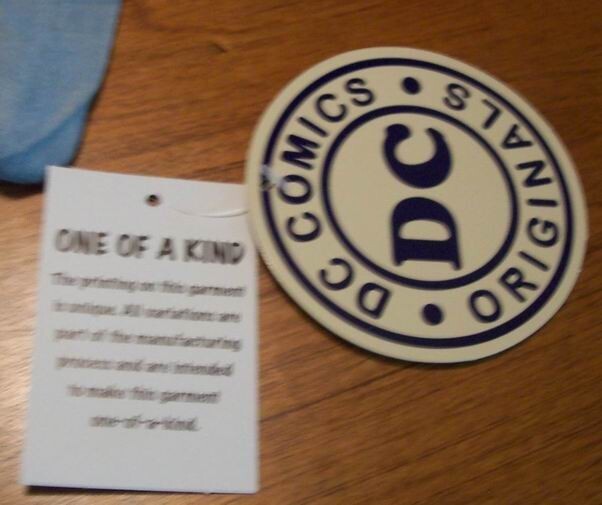 ONE OF A KIND
The printing on this garment
is unique. All variations are
part of the manufacturing
process and are intended
to make this garment
one-of-a-kind.
DC COMICS • ORIGINALS •
DC